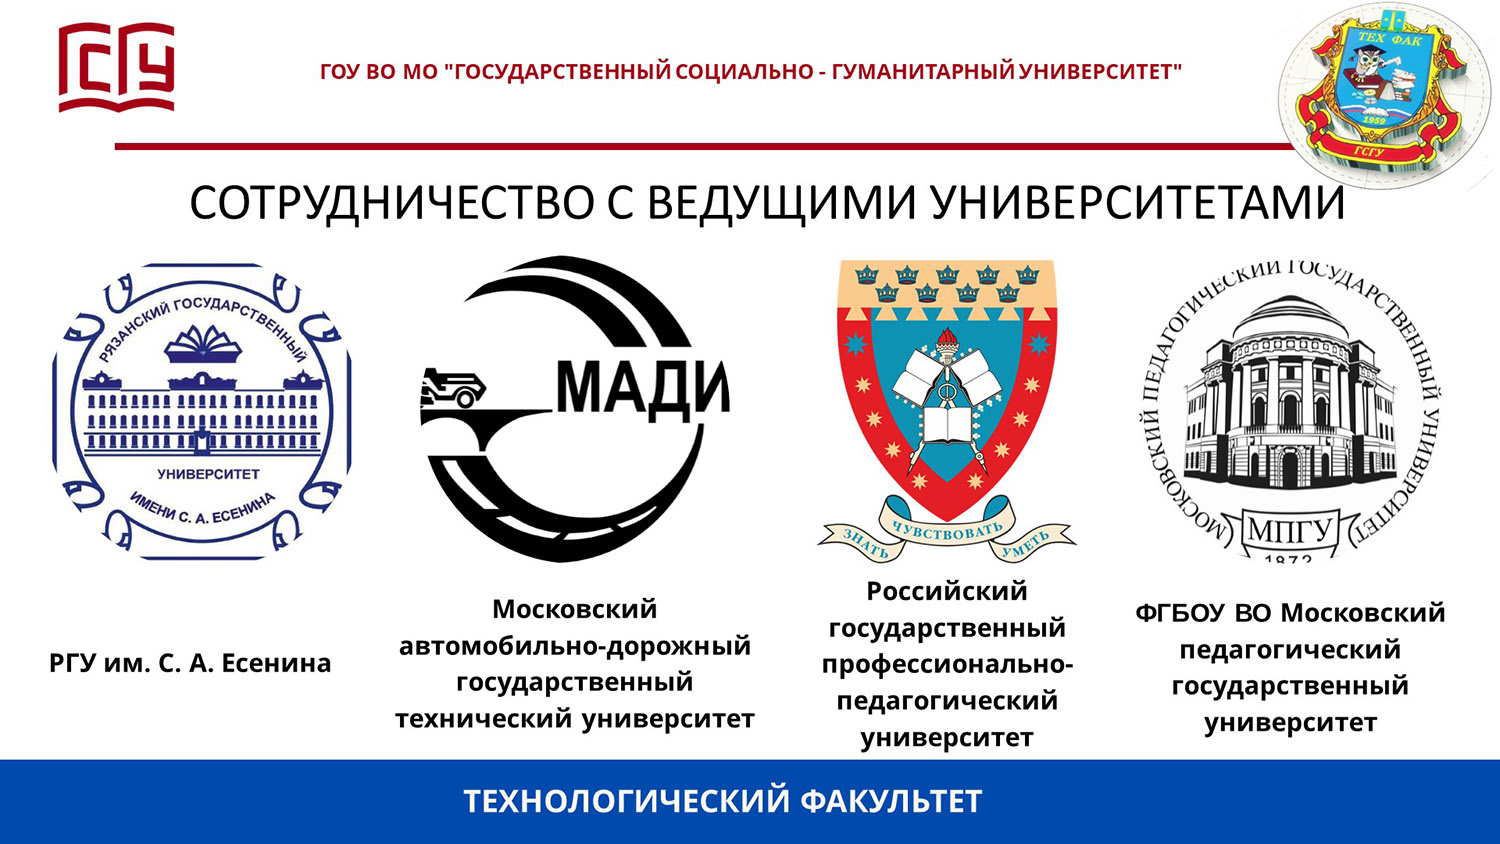 ГСГУ
ГОУ ВО МО "ГОСУДАРСТВЕННЫЙ СОЦИАЛЬНО - ГУМАНИТАРНЫЙ УНИВЕРСИТЕТ"
ТЕХ ФАК
1959
ГСГУ
СОТРУДНИЧЕСТВО С ВЕДУЩИМИ УНИВЕРСИТЕТАМИ
РЯЗАНСКИЙ ГОСУДАРСТВЕННЫЙ
УНИВЕРСИТЕТ
ИМЕНИ С. А. ЕСЕНИНА
МАДИ
ЗНАТЬ
ЧУВСТВОВАТЬ
УМЕТЬ
МОСКОВСКИЙ ПЕДАГОГИЧЕСКИЙ ГОСУДАРСТВЕННЫЙ УНИВЕРСИТЕТ
МПГУ
1872
РГУ им. С. А. Есенина
Московский
автомобильно-дорожный
государственный
технический университет
Российский
государственный
профессионально-
педагогический
университет
ФГБОУ ВО Московский
педагогический
государственный
университет
ТЕХНОЛОГИЧЕСКИЙ ФАКУЛЬТЕТ